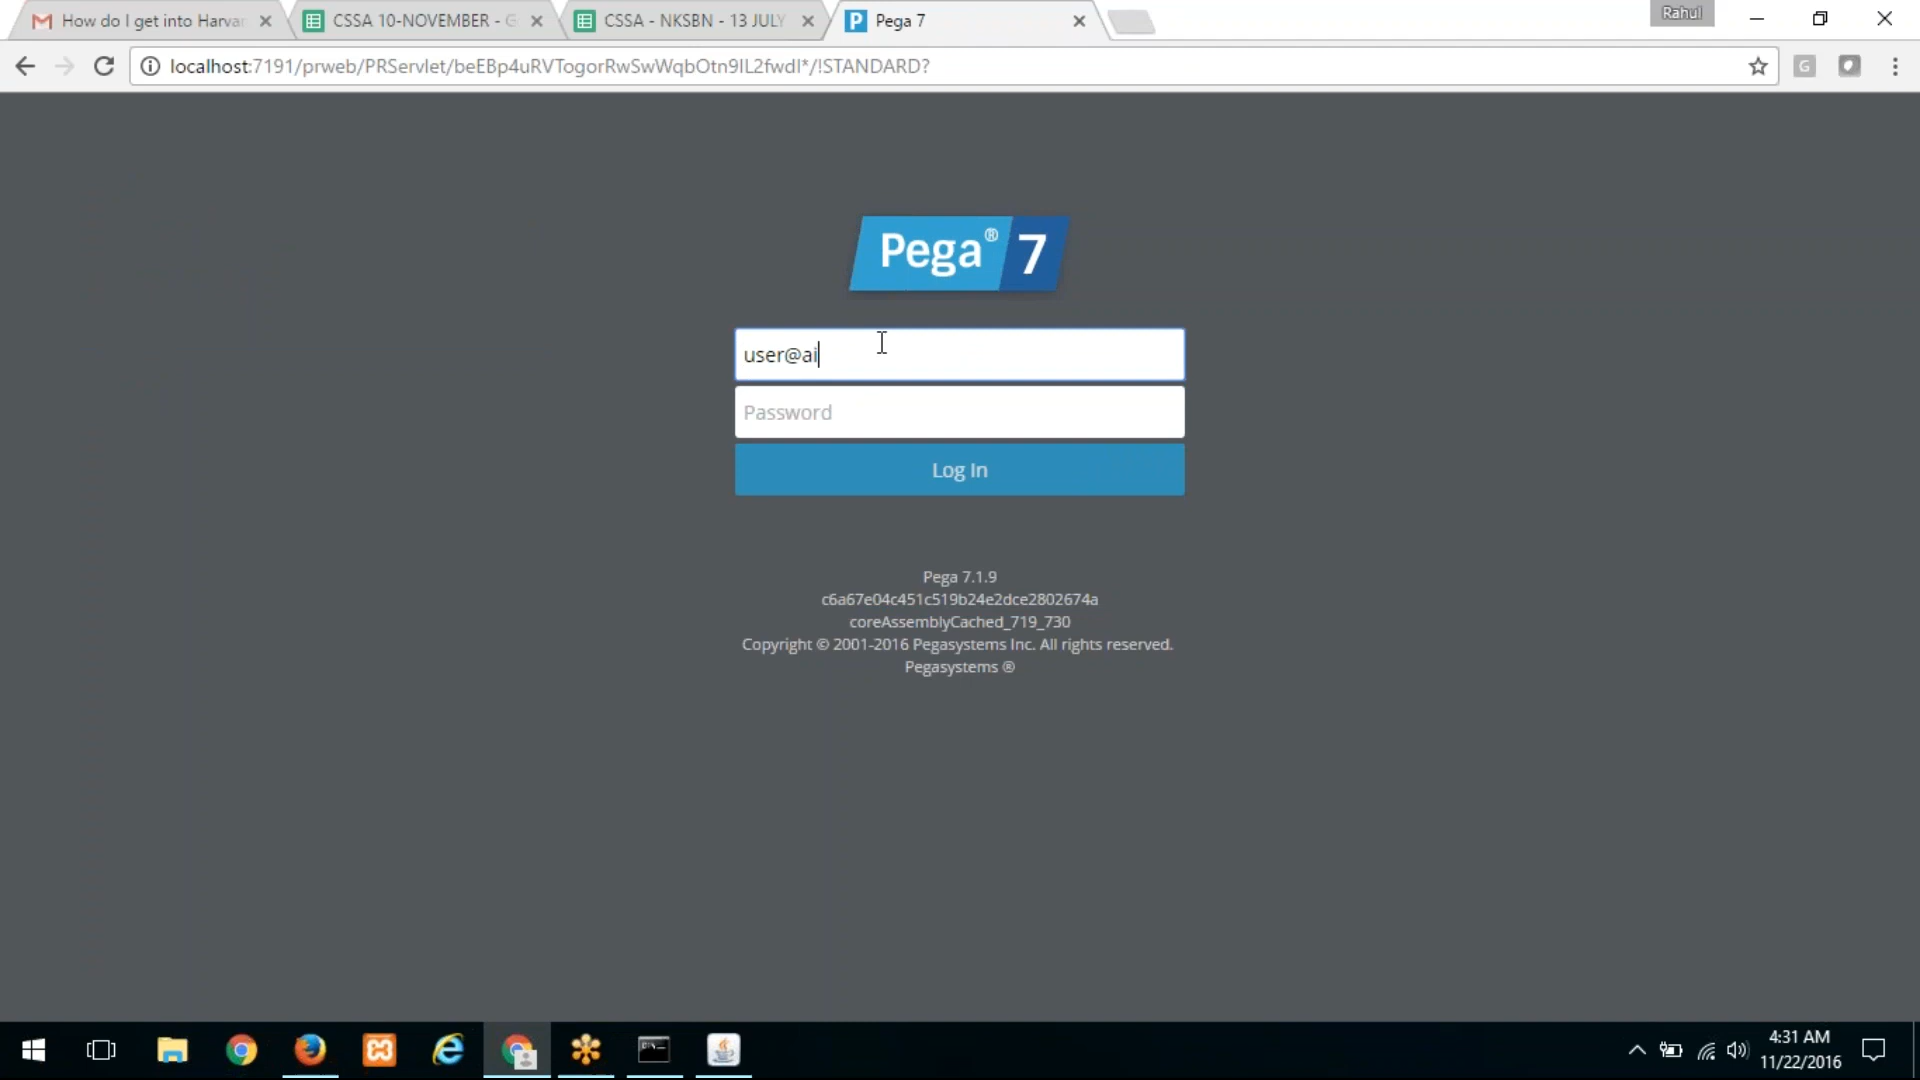 How do I get into Harva
CSSA 10-NOVEMBER - G
CSSA - NKSBN - 13 JULY
Pega 7
Rahul
localhost:7191/prweb/PRServlet/beEBp4uRVTogorRwSwWqbOtn9IL2fwdI*/!STANDARD?
Pega® 7
user@ai
Password
Log In
Pega 7.1.9
c6a67e04c451c519b24e2dce2802674a
coreAssemblyCached_719_730
Copyright © 2001-2016 Pegasystems Inc. All rights reserved.
Pegasystems ®
4:31 AM
11/22/2016